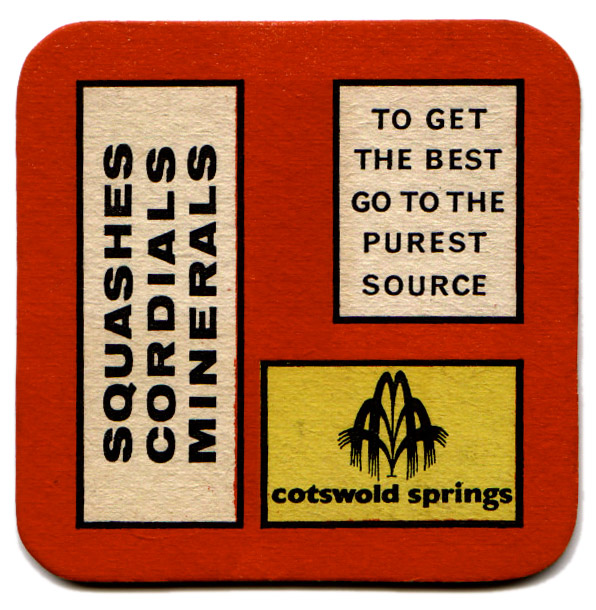 SQUASHES
CORDIALS
MINERALS
TO GET
THE BEST
GO TO THE
PUREST
SOURCE
cotswold springs